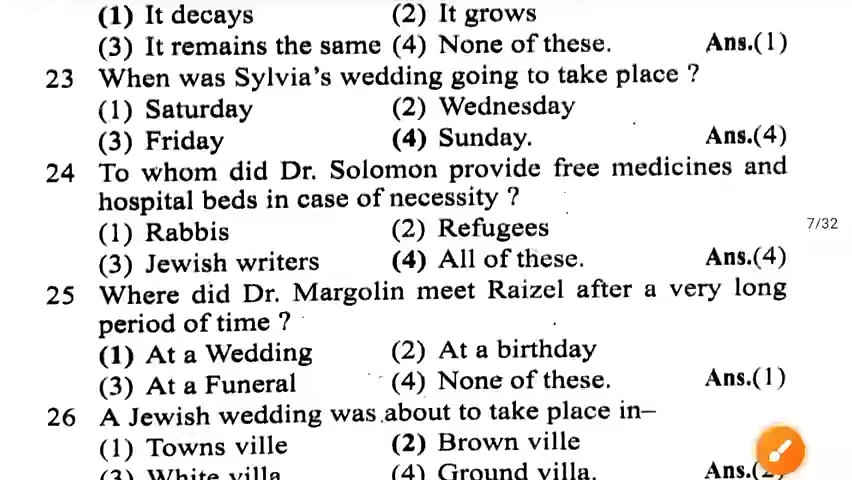 (1) It decays (2) It grows
(3) It remains the same (4) None of these. Ans.(1)
23 When was Sylvia's wedding going to take place ?
(1) Saturday (2) Wednesday
(3) Friday (4) Sunday. Ans.(4)
24 To whom did Dr. Solomon provide free medicines and
hospital beds in case of necessity ?
(1) Rabbis (2) Refugees
7/32
(3) Jewish writers (4) All of these. Ans.(4)
25 Where did Dr. Margolin meet Raizel after a very long
period of time ?
(1) At a Wedding (2) At a birthday
(3) At a Funeral (4) None of these. Ans.(1)
26 A Jewish wedding was about to take place in–
(1) Towns ville (2) Brown ville
(3) White villa (4) Ground villa. Ans.(2)